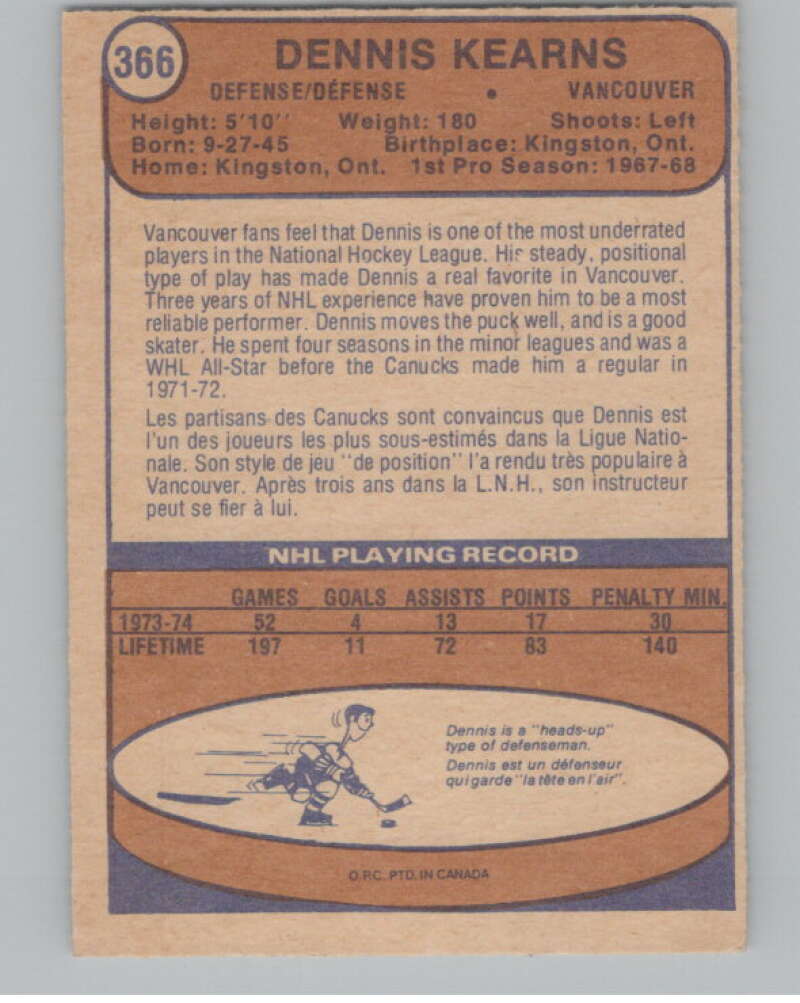 366
DENNIS KEARNS
DEFENSE/DÉFENSE • VANCOUVER
Height: 5'10'' Weight: 180 Shoots: Left
Born: 9-27-45 Birthplace: Kingston, Ont.
Home: Kingston, Ont. 1st Pro Season: 1967-68
Vancouver fans feel that Dennis is one of the most underrated
players in the National Hockey League. His steady, positional
type of play has made Dennis a real favorite in Vancouver.
Three years of NHL experience have proven him to be a most
reliable performer. Dennis moves the puck well, and is a good
skater. He spent four seasons in the minor leagues and was a
WHL All-Star before the Canucks made him a regular in
1971-72.
Les partisans des Canucks sont convaincus que Dennis est
l'un des joueurs les plus sous-estimés dans la Ligue Natio-
nale. Son style de jeu ''de position'' l'a rendu très populaire à
Vancouver. Après trois ans dans la L.N.H., son instructeur
peut se fier à lui.
NHL PLAYING RECORD
GAMES GOALS ASSISTS POINTS PENALTY MIN.
1973-74 52 4 13 17 30
LIFETIME 197 11 72 83 140
Dennis is a "heads-up"
type of defenseman.
Dennis est un défenseur
qui garde "la tête en l'air".
O.P.C. PTD. IN CANADA